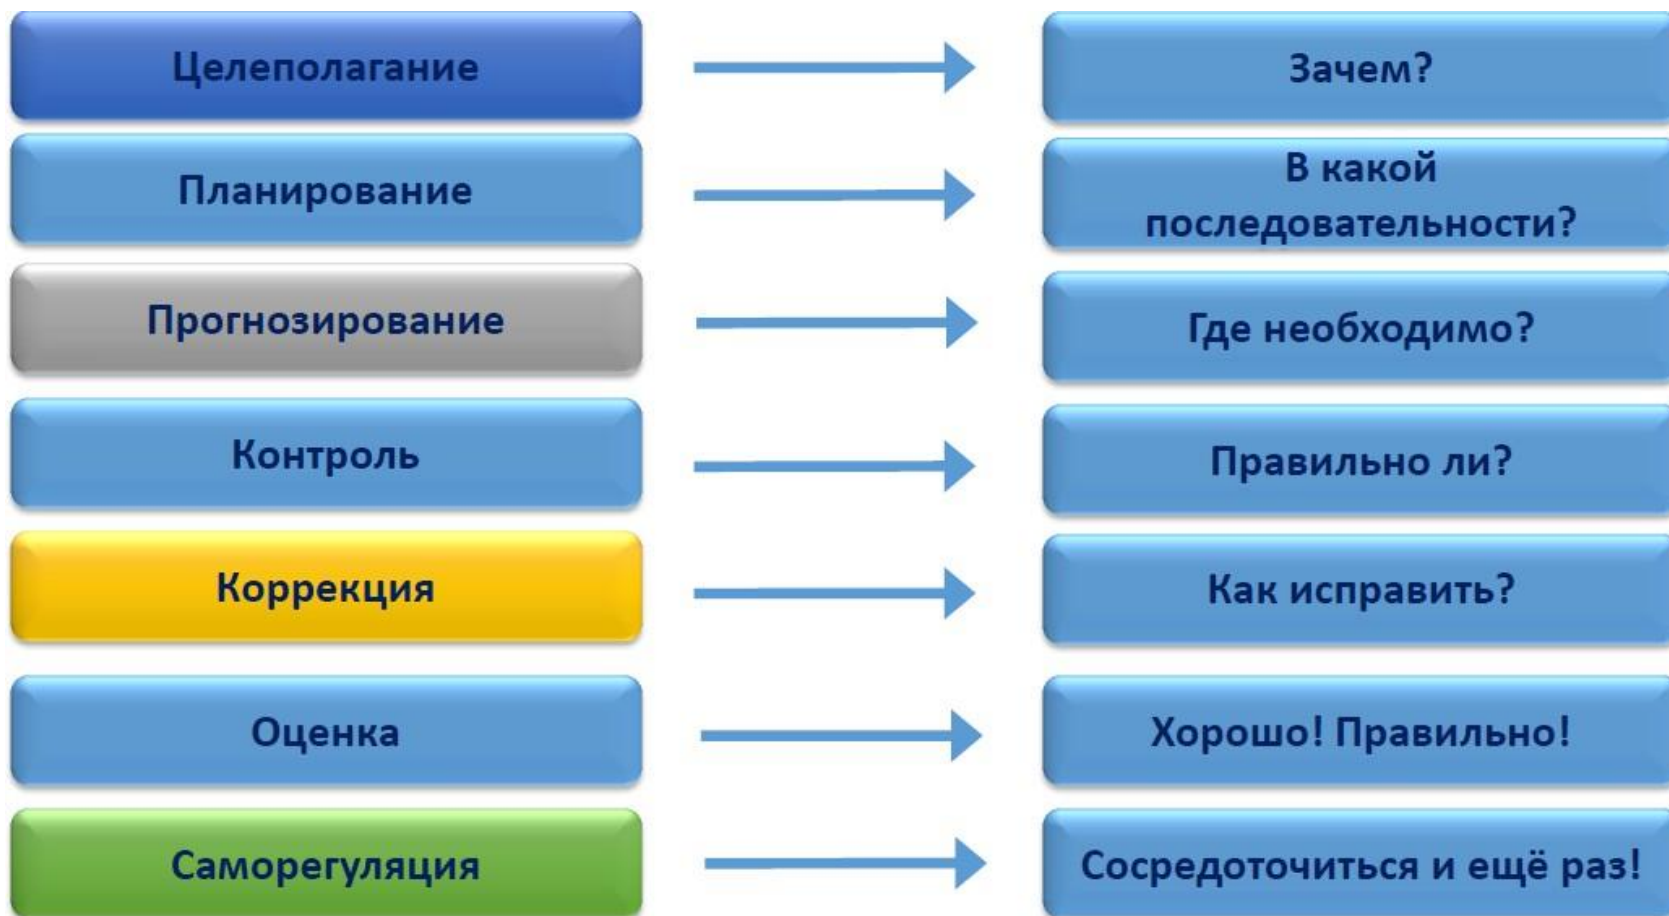 Целеполагание
Зачем?
Планирование
В какой
последовательности?
Прогнозирование
Где необходимо?
Контроль
Правильно ли?
Коррекция
Как исправить?
Оценка
Хорошо! Правильно!
Саморегуляция
Сосредоточиться и ещё раз!